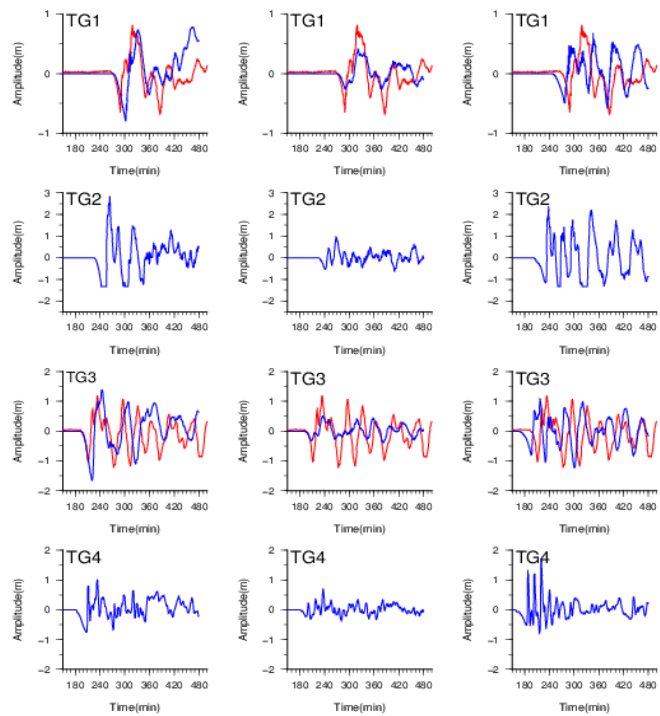 TG1 TG1 TG1
1 1 1
0 0 0
-1 -1 -1
Amplitude(m) Amplitude(m) Amplitude(m)
180 240 300 360 420 480 180 240 300 360 420 480 180 240 300 360 420 480
Time(min) Time(min) Time(min)
TG2 TG2 TG2
3 3 3
2 2 2
1 1 1
0 0 0
-1 -1 -1
-2 -2 -2
Amplitude(m) Amplitude(m) Amplitude(m)
180 240 300 360 420 480 180 240 300 360 420 480 180 240 300 360 420 480
Time(min) Time(min) Time(min)
TG3 TG3 TG3
2 2 2
1 1 1
0 0 0
-1 -1 -1
-2 -2 -2
Amplitude(m) Amplitude(m) Amplitude(m)
180 240 300 360 420 480 180 240 300 360 420 480 180 240 300 360 420 480
Time(min) Time(min) Time(min)
TG4 TG4 TG4
2 2 2
1 1 1
0 0 0
-1 -1 -1
-2 -2 -2
Amplitude(m) Amplitude(m) Amplitude(m)
180 240 300 360 420 480 180 240 300 360 420 480 180 240 300 360 420 480
Time(min) Time(min) Time(min)